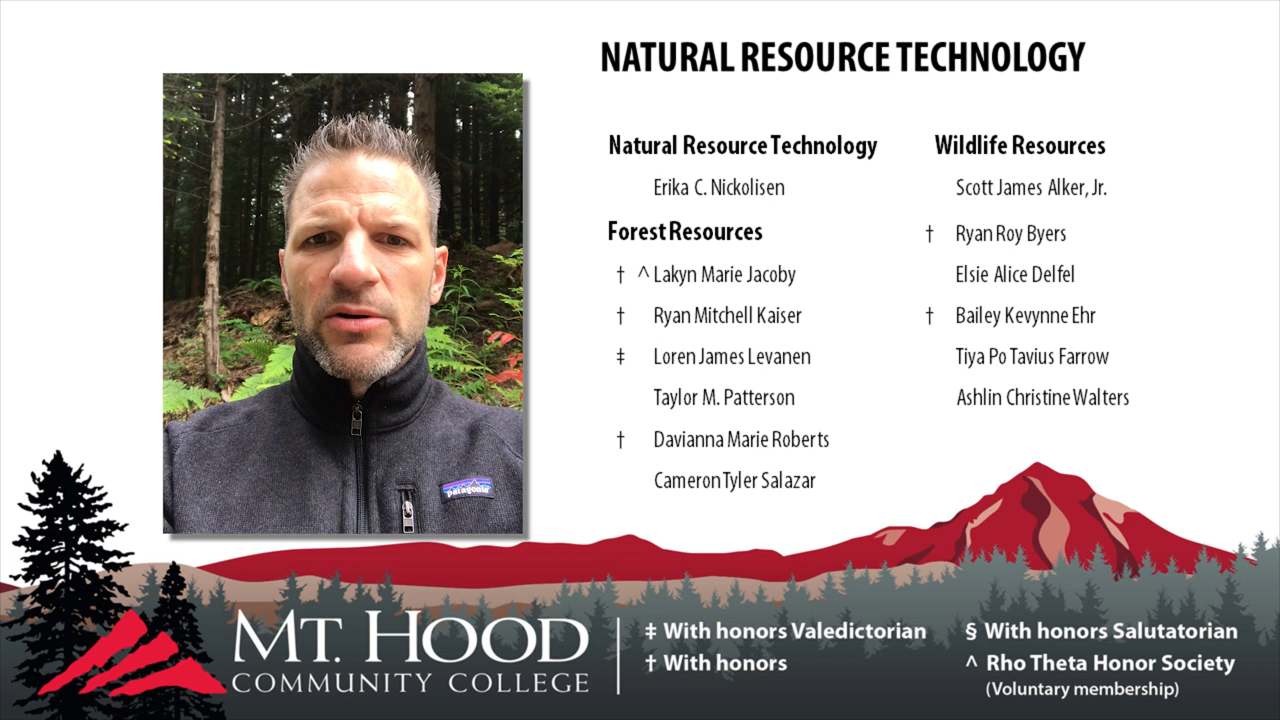 NATURAL RESOURCE TECHNOLOGY
Natural Resource Technology
Erika C. Nickolisen
Forest Resources
† ^ Lakyn Marie Jacoby
† Ryan Mitchell Kaiser
‡ Loren James Levanen
Taylor M. Patterson
† Davianna Marie Roberts
Cameron Tyler Salazar
Wildlife Resources
Scott James Alker, Jr.
† Ryan Roy Byers
Elsie Alice Delfel
† Bailey Kevynne Ehr
Tiya Po Tavius Farrow
Ashlin Christine Walters
patagonia
MT. HOOD
COMMUNITY COLLEGE
‡ With honors Valedictorian
† With honors
§ With honors Salutatorian
^ Rho Theta Honor Society
(Voluntary membership)